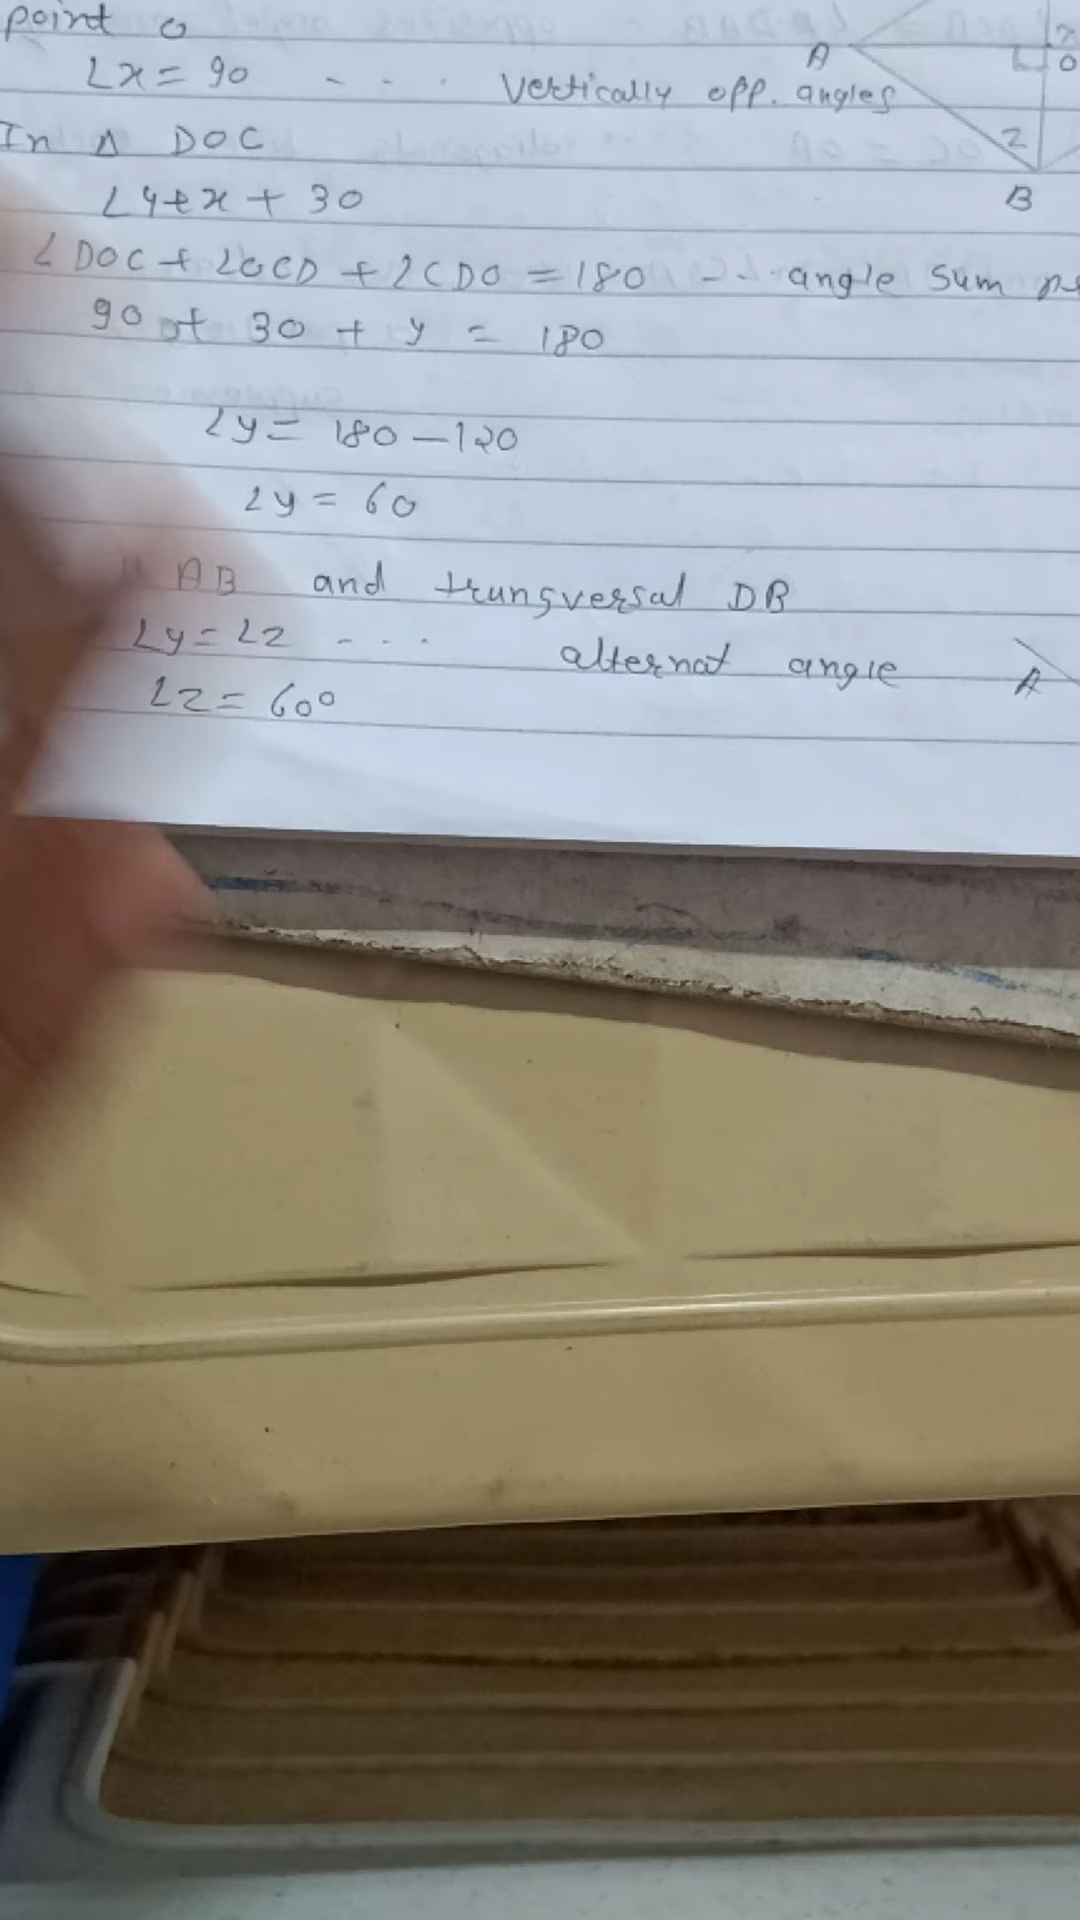 point O
A
x
O
∠x = 90 - - . vertically opp. angles
In Δ DOC
Z
∠y+x + 30
B
∠DOC + ∠OCD + ∠CDO = 180 -- angle sum
90 + 30 + y = 180
∠y = 180 - 120
∠y = 60
AB and trungversal DB
∠y = ∠z - . . alternat angle
A
∠z = 60°